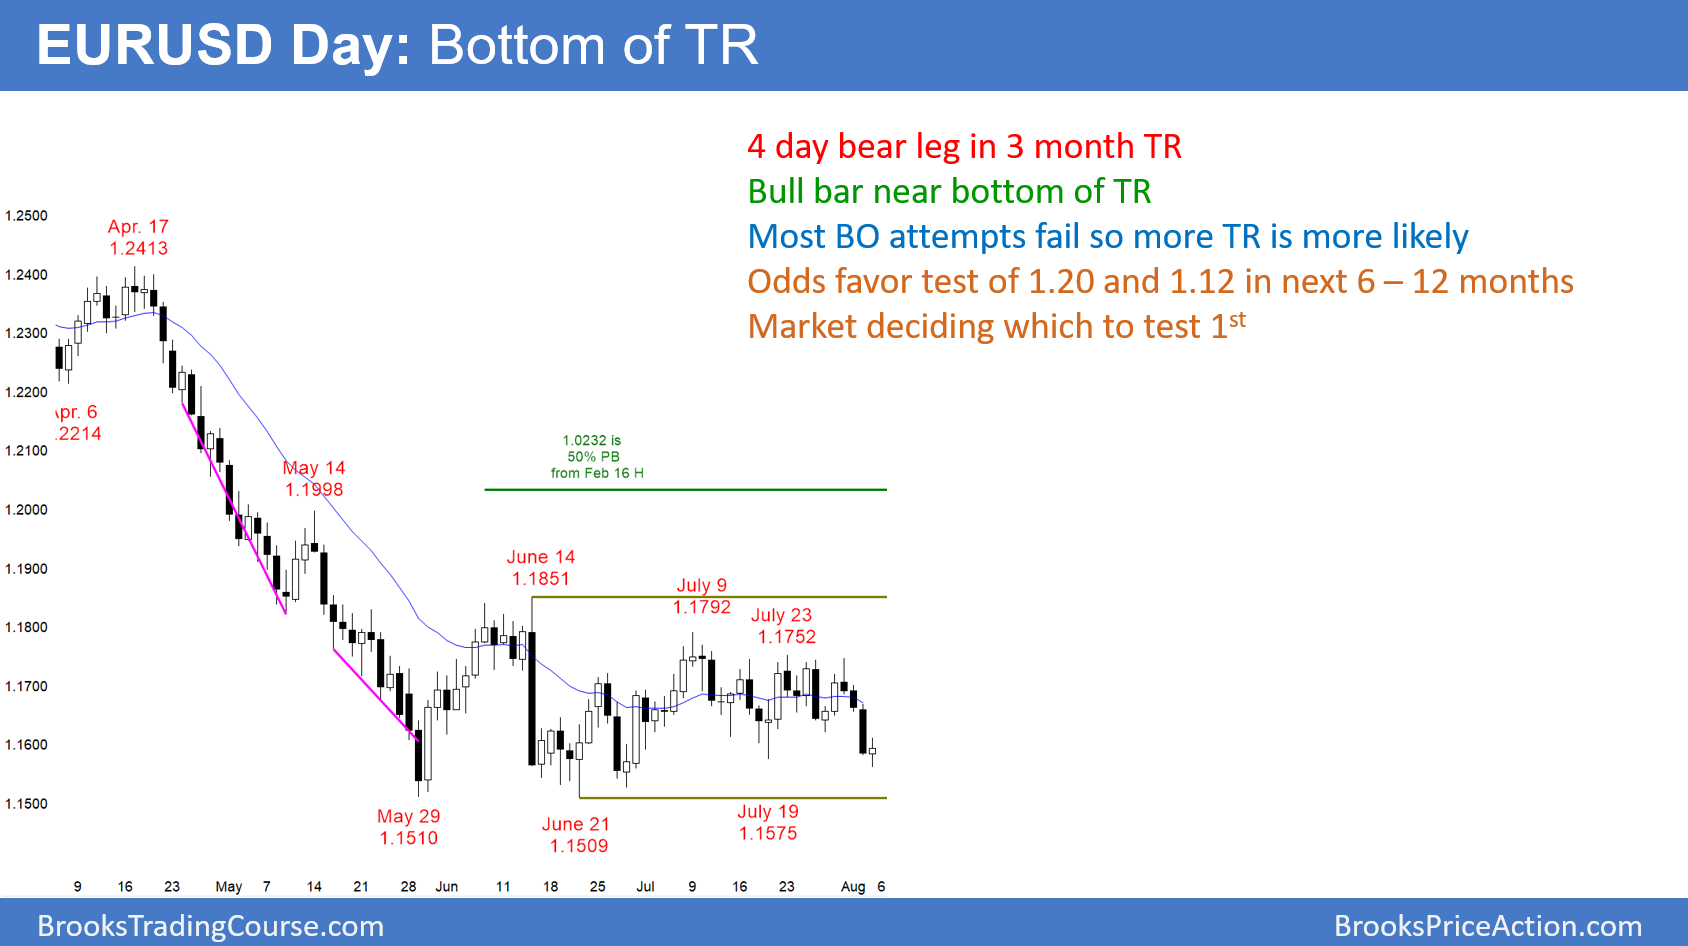 EURUSD Day: Bottom of TR
4 day bear leg in 3 month TR
Bull bar near bottom of TR
Most BO attempts fail so more TR is more likely
Odds favor test of 1.20 and 1.12 in next 6 – 12 months
Market deciding which to test 1st
1.2500
1.2400
1.2300
1.2200
1.2100
1.2000
1.1900
1.1800
1.1700
1.1600
1.1500
Apr. 17
1.2413
pr. 6
.2214
May 14
1.1998
1.0232 is
50% PB
from Feb 16 H
June 14
1.1851
July 9
1.1792
July 23
1.1752
May 29
1.1510
June 21
1.1509
July 19
1.1575
9 16 23 May 7 14 21 28 Jun 11 18 25 Jul 9 16 23 Aug 6
BrooksTradingCourse.com
BrooksPriceAction.com